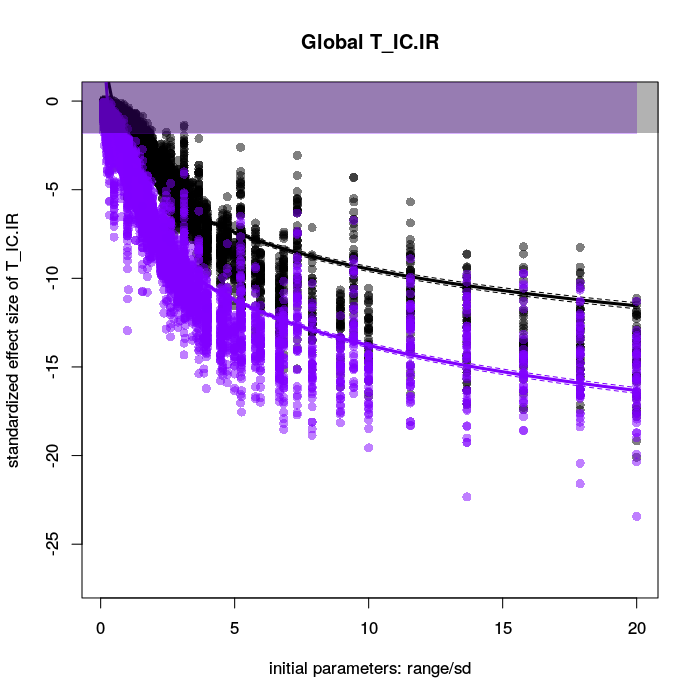 Global T_IC.IR
standardized effect size of T_IC.IR
0
-5
-10
-15
-20
-25
0 5 10 15 20
initial parameters: range/sd